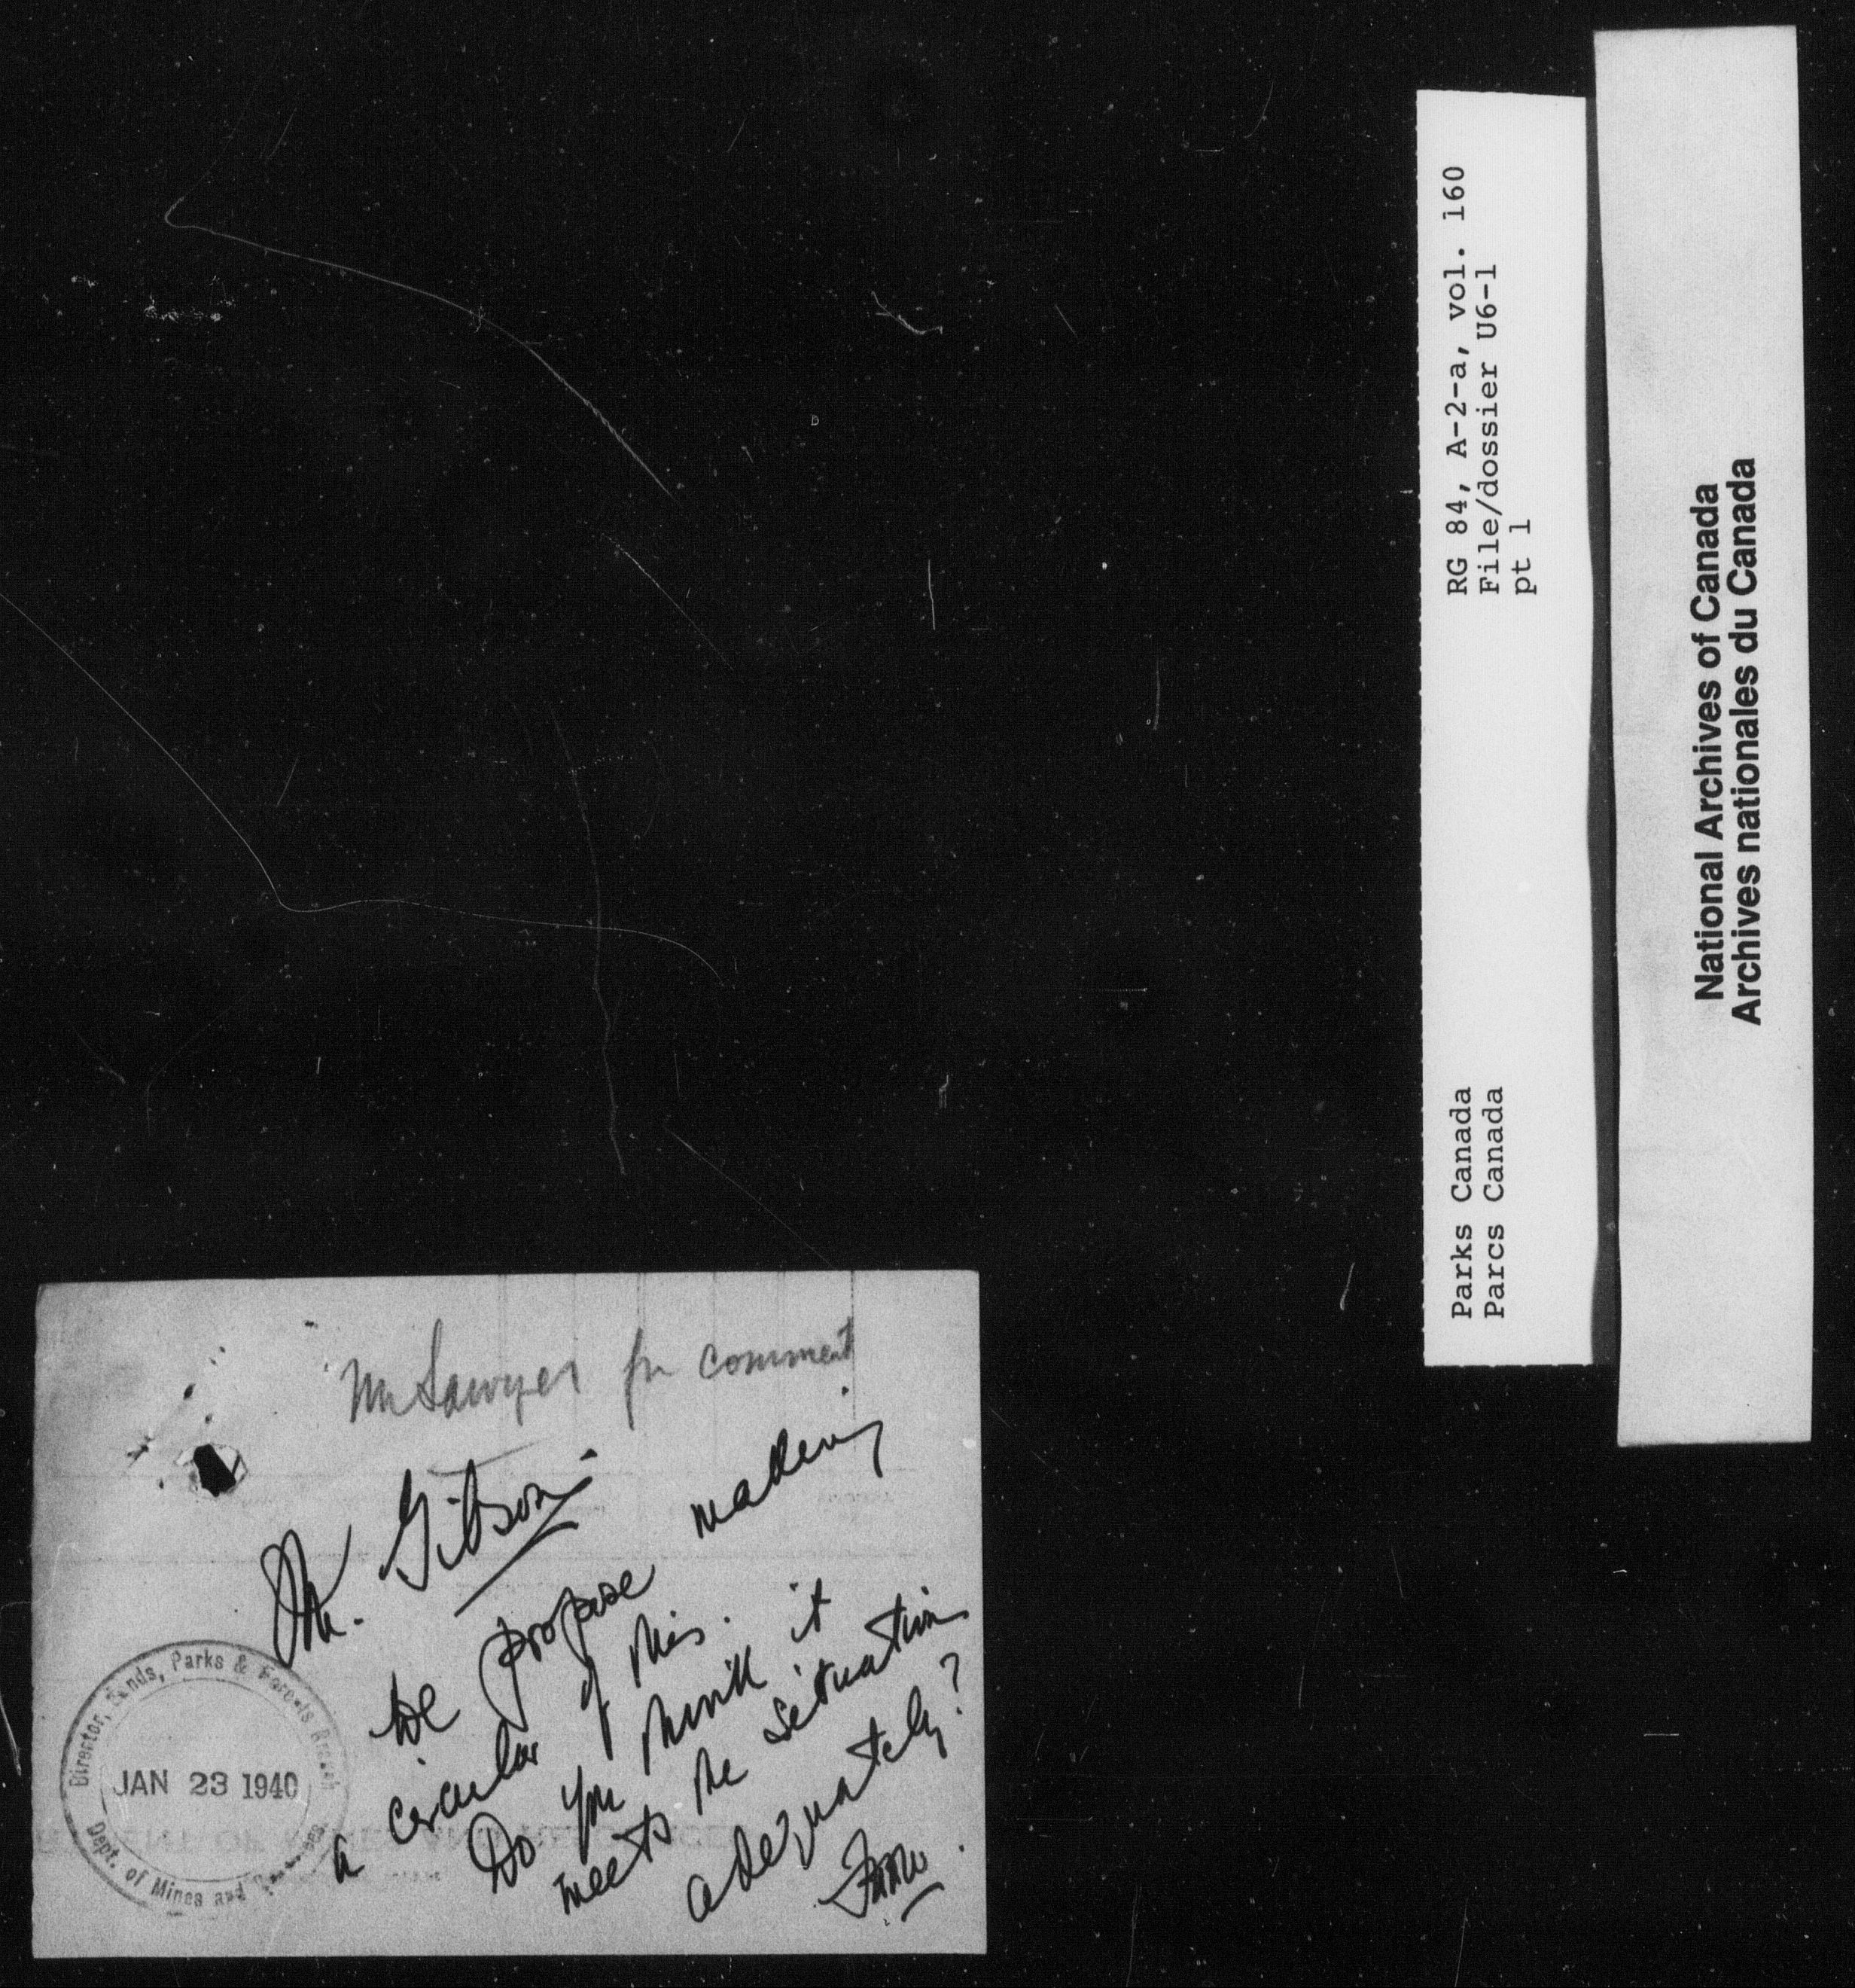 Mr Sawyer for comment
Mr. Gibson
We propose making
a circular of this.
Do you think it
meets the situation
adequately?
Director, Lands, Parks & Forests Branch
JAN 23 1940
Dept. of Mines and Resources
RG 84, A-2-a, vol. 160
File/dossier U6-1
pt 1
Parks Canada
Parcs Canada
National Archives of Canada
Archives nationales du Canada